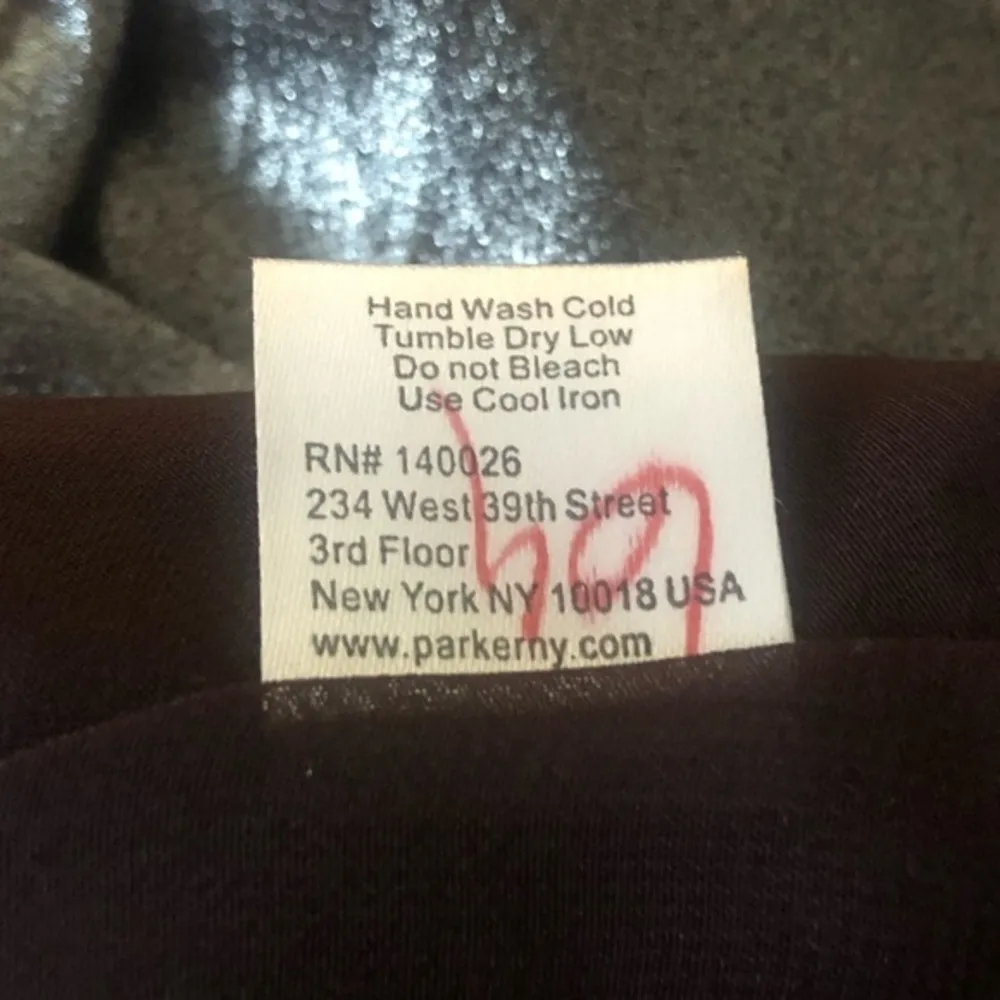 Hand Wash Cold
Tumble Dry Low
Do not Bleach
Use Cool Iron
RN# 140026
234 West 39th Street
3rd Floor
New York NY 10018 USA
www.parkerny.com